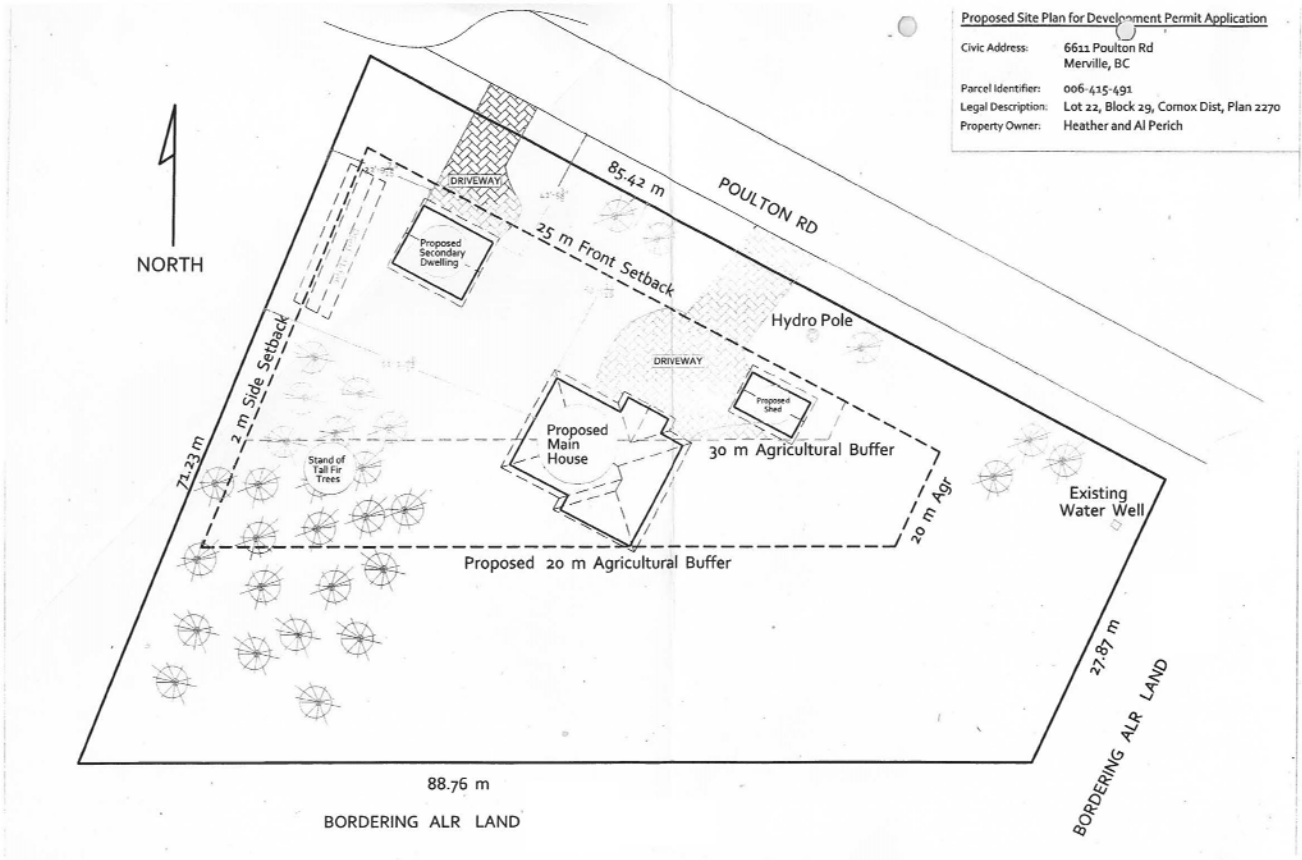 Proposed Site Plan for Development Permit Application
Civic Address: 6611 Poulton Rd
Merville, BC
Parcel Identifier: 006-415-491
Legal Description: Lot 22, Block 29, Comox Dist, Plan 2270
Property Owner: Heather and Al Perich
NORTH
DRIVEWAY
85.42 m
POULTON RD
25 m Front Setback
Proposed
Secondary
Dwelling
Hydro Pole
DRIVEWAY
2 m Side Setback
Proposed
Shed
Proposed
Main
House
30 m Agricultural Buffer
71.23 m
Stand of
Tall Fir
Trees
20 m Agr
Existing
Water Well
Proposed 20 m Agricultural Buffer
27.87 m
88.76 m
BORDERING ALR LAND
BORDERING ALR LAND